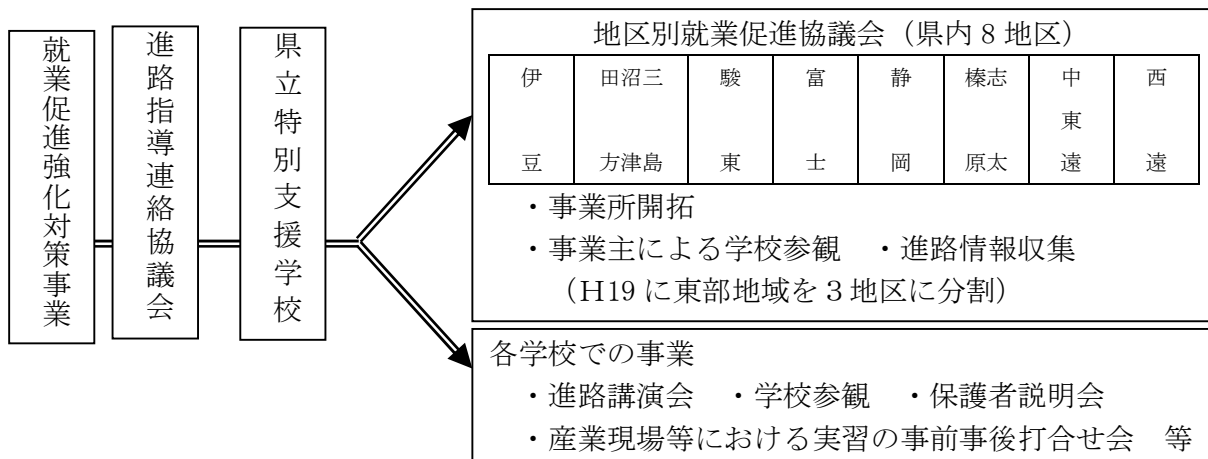 就業促進強化対策事業
進路指導連絡協議会
県立特別支援学校
地区別就業促進協議会（県内 8 地区）
伊豆
三島
沼津
田方
駿東
富士
静岡
志太
榛原
中東遠
西遠
・事業所開拓
・事業主による学校参観　・進路情報収集
（H19 に東部地域を 3 地区に分割）
各学校での事業
・進路講演会　・学校参観　・保護者説明会
・産業現場等における実習の事前事後打合せ会　等